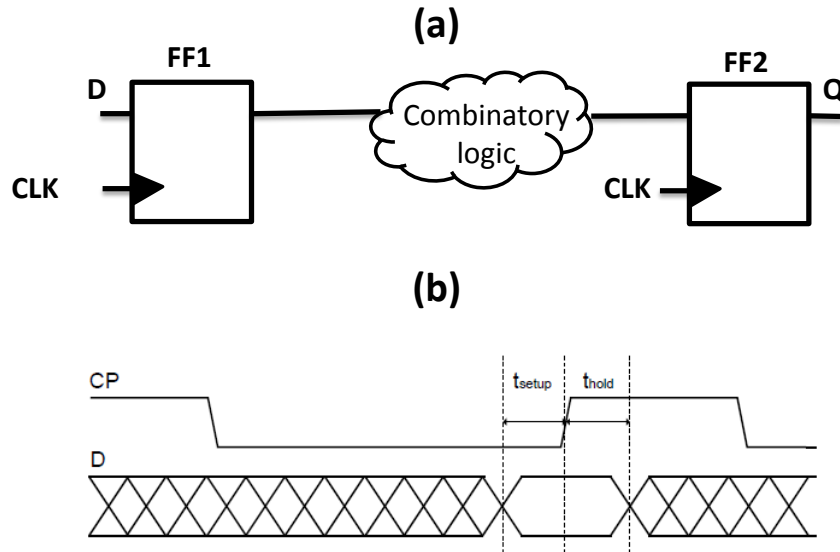 (a)
FF1
FF2
D
Q
Combinatory
logic
CLK
CLK
(b)
tsetup
thold
CP
D